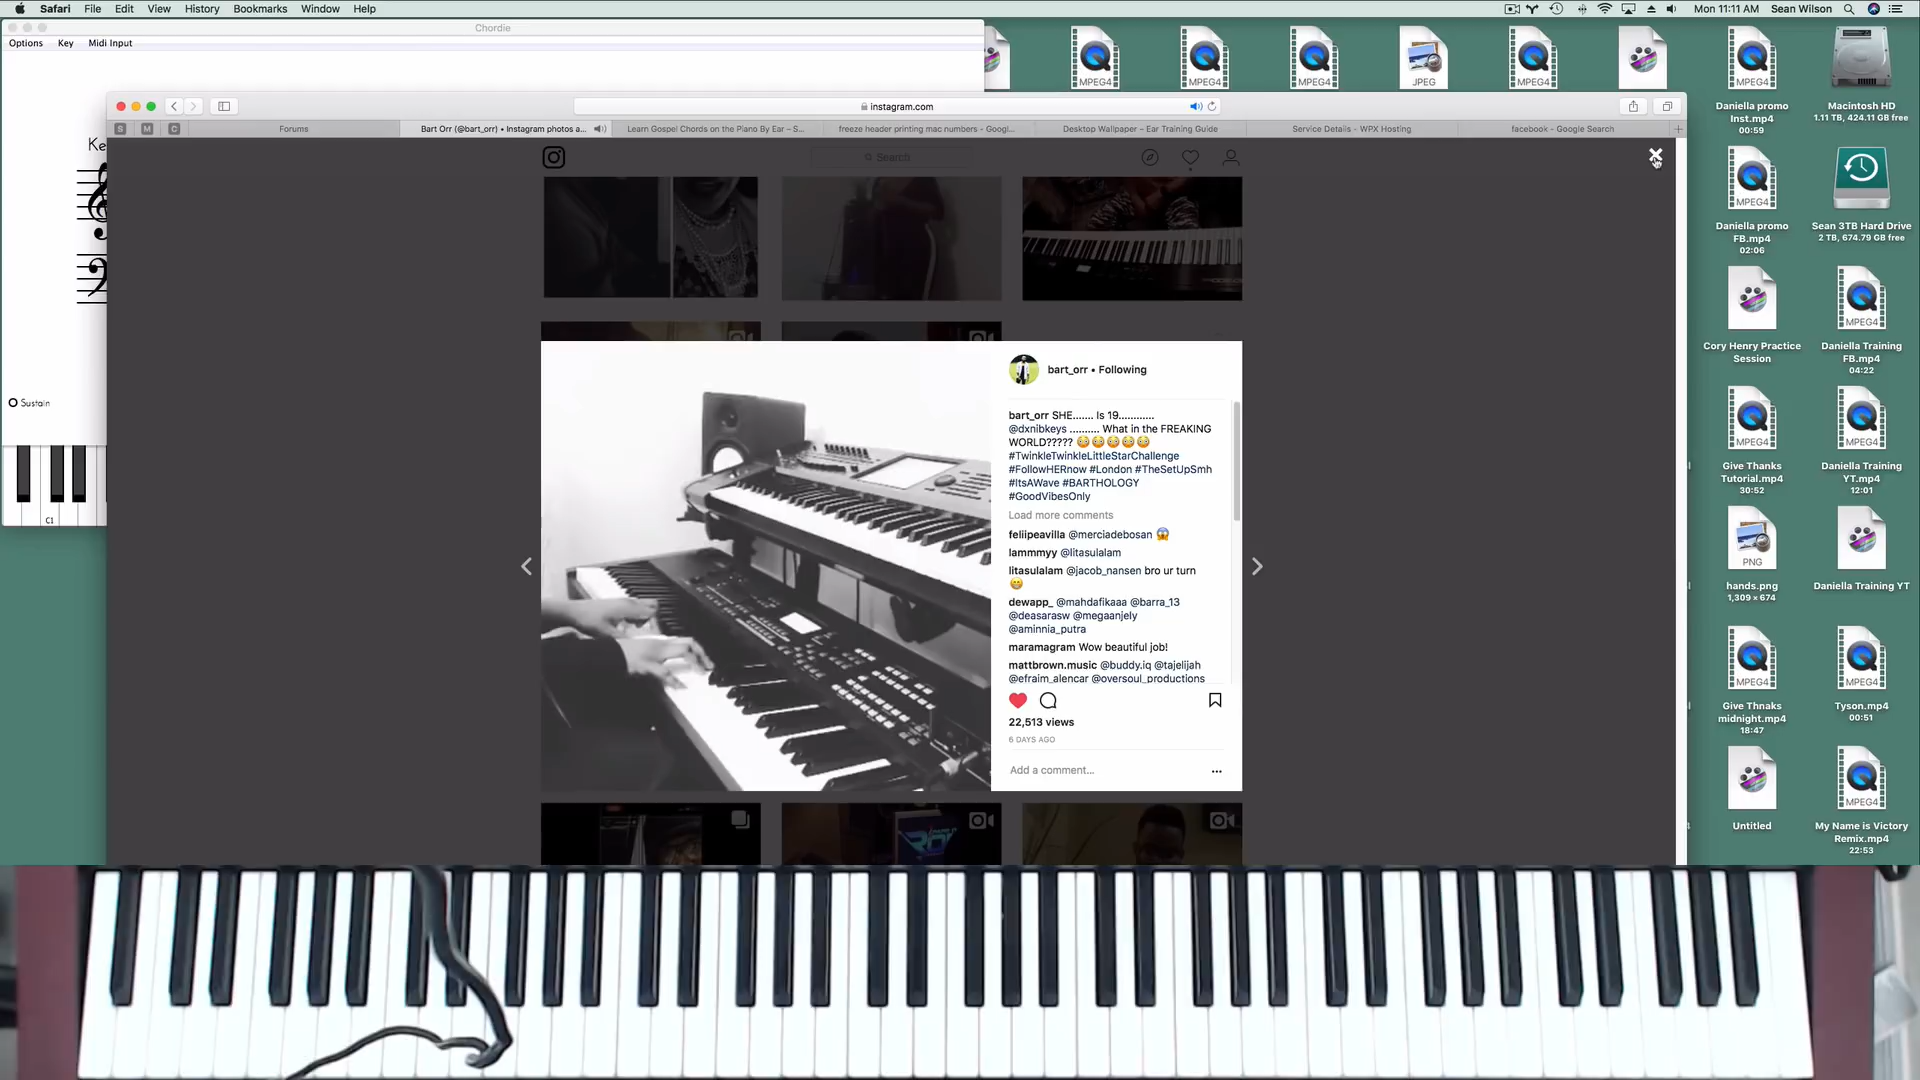 Safari File Edit View History Bookmarks Window Help
Mon 11:11 AM Sean Wilson
Chordie
Options Key Midi Input
instagram.com
S M C Forums
Bart Orr (@bart_orr) • Instagram photos a...
Learn Gospel Chords on the Piano By Ear – S...
freeze header printing mac numbers - Googl...
Desktop Wallpaper – Ear Training Guide
Service Details - WPX Hosting
facebook - Google Search
Search
Ke
Sustain
C1
bart_orr • Following
bart_orr SHE....... Is 19............
@dxnibkeys .......... What in the FREAKING
WORLD????? 😳😳😳😳😳
#TwinkleTwinkleLittleStarChallenge
#FollowHERnow #London #TheSetUpSmh
#ItsAWave #BARTHOLOGY
#GoodVibesOnly
Load more comments
feliipeavilla @merciadebosan 😱
lammmyy @litasulalam
litasulalam @jacob_nansen bro ur turn
😁
dewapp_ @mahdafikaaa @barra_13
@deasarasw @megaanjely
@aminnia_putra
maramagram Wow beautiful job!
mattbrown.music @buddy.iq @tajelijah
@efraim_alencar @oversoul_productions
22,513 views
6 DAYS AGO
Add a comment...
MPEG4 MPEG4 MPEG4 JPEG MPEG4 MPEG4
Daniella promo
Inst.mp4
00:59
Macintosh HD
1.11 TB, 424.11 GB free
MPEG4
Daniella promo
FB.mp4
02:06
Sean 3TB Hard Drive
2 TB, 674.79 GB free
MPEG4
Cory Henry Practice
Session
Daniella Training
FB.mp4
04:22
MPEG4 MPEG4
Give Thanks
Tutorial.mp4
30:52
Daniella Training
YT.mp4
12:01
PNG
hands.png
1,309 × 674
Daniella Training YT
MPEG4 MPEG4
Give Thnaks
midnight.mp4
18:47
Tyson.mp4
00:51
MPEG4
Untitled
My Name is Victory
Remix.mp4
22:53